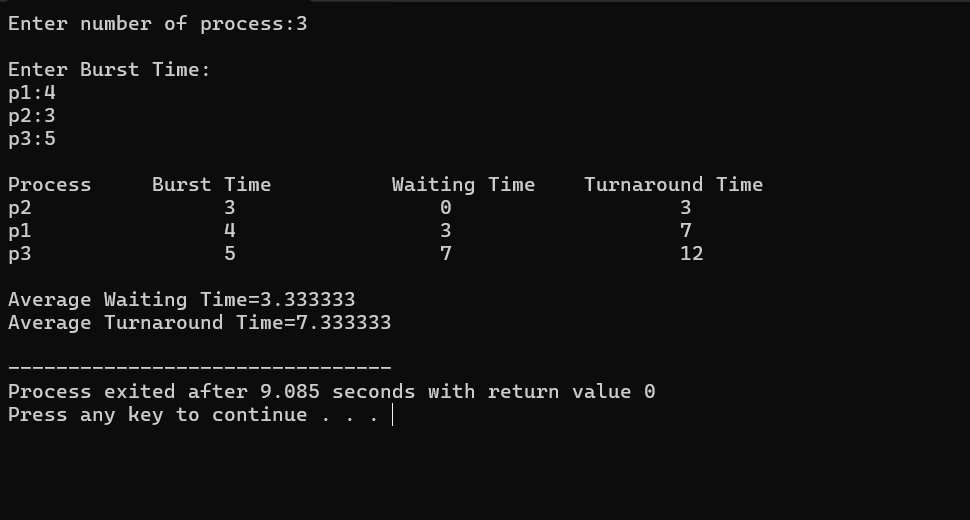 Enter number of process:3
Enter Burst Time:
p1:4
p2:3
p3:5
Process Burst Time Waiting Time Turnaround Time
p2 3 0 3
p1 4 3 7
p3 5 7 12
Average Waiting Time=3.333333
Average Turnaround Time=7.333333
--------------------------------
Process exited after 9.085 seconds with return value 0
Press any key to continue . . .